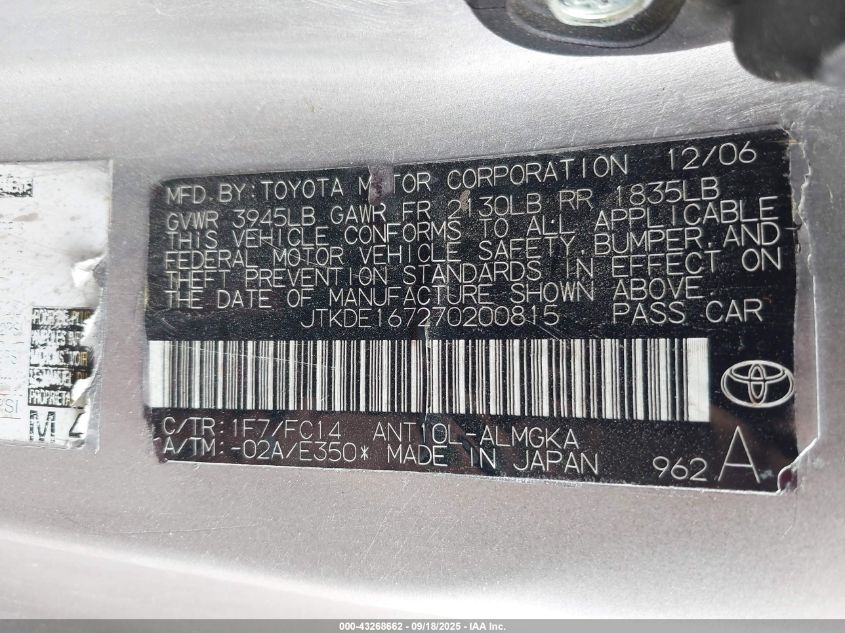 MFD. BY: TOYOTA MOTOR CORPORATION 12/06
GVWR 3945LB GAWR FR 2130LB RR 1835LB
THIS VEHICLE CONFORMS TO ALL APPLICABLE
FEDERAL MOTOR VEHICLE SAFETY, BUMPER, AND
THEFT PREVENTION STANDARDS IN EFFECT ON
THE DATE OF MANUFACTURE SHOWN ABOVE.
JTKDE167270200815 PASS CAR
C/TR: 1F7/FC14 ANT10L-ALMGKA
A/TM: -02A/E350* MADE IN JAPAN 962 A
M
000-43268662 - 09/18/2025 - IAA Inc.